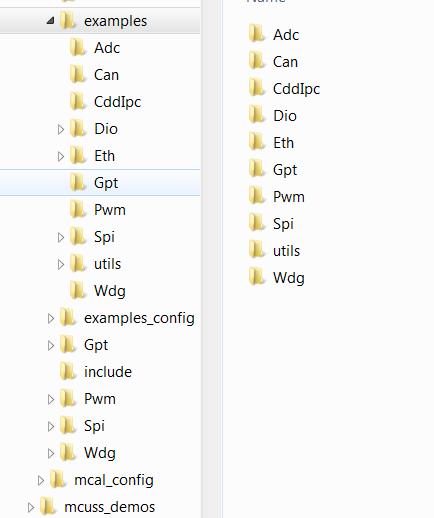 examples
Adc
Can
CddIpc
Dio
Eth
Gpt
Pwm
Spi
utils
Wdg
examples_config
Gpt
include
Pwm
Spi
Wdg
mcal_config
mcuss_demos
Name
Adc
Can
CddIpc
Dio
Eth
Gpt
Pwm
Spi
utils
Wdg